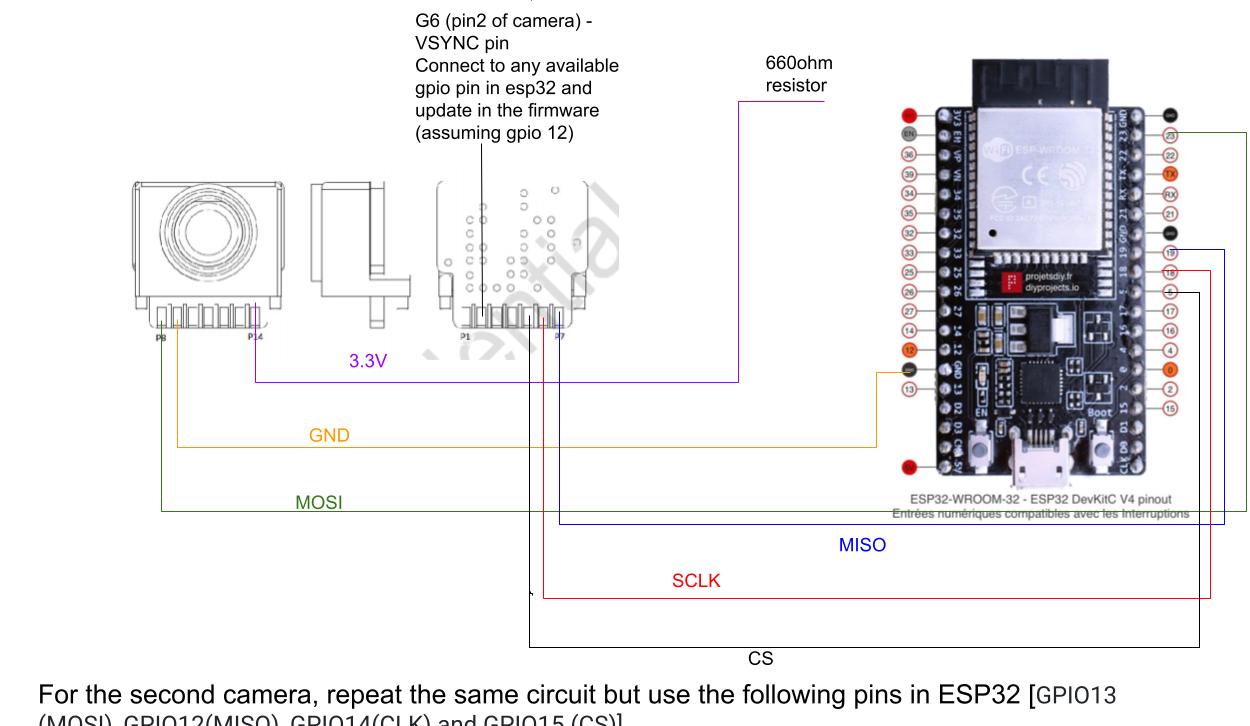 G6 (pin2 of camera) -
VSYNC pin
Connect to any available
gpio pin in esp32 and
update in the firmware
(assuming gpio 12)
660ohm
resistor
P8
P14
P1
P7
ential
3.3V
GND
MOSI
MISO
SCLK
CS
EN
36
39
34
35
32
33
25
26
27
14
12
13
23
22
TX
RX
21
19
18
5
17
16
4
0
2
15
3V3
EN
VP
VN
34
35
32
33
25
26
27
14
12
GND
13
D2
D3
5V
GND
23
22
TX
RX
21
GND
19
18
5
17
16
4
0
2
15
D1
D0
CLK
WiFi ESP-WROOM-32
CE
projetsdiy.fr
diyprojects.io
EN
Boot
ESP32-WROOM-32 - ESP32 DevKitC V4 pinout
Entrées numériques compatibles avec les Interruptions
For the second camera, repeat the same circuit but use the following pins in ESP32 [GPIO13
(MOSI), GPIO12(MISO), GPIO14(CLK) and GPIO15 (CS)]